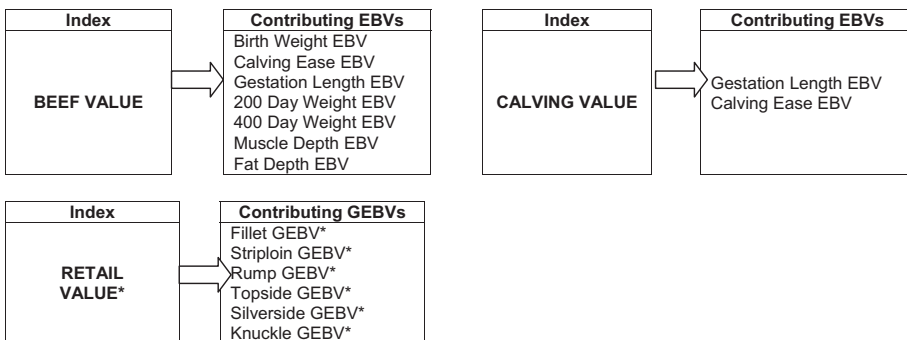 Index
Contributing EBVs
BEEF VALUE
Birth Weight EBV
Calving Ease EBV
Gestation Length EBV
200 Day Weight EBV
400 Day Weight EBV
Muscle Depth EBV
Fat Depth EBV
Index
Contributing EBVs
CALVING VALUE
Gestation Length EBV
Calving Ease EBV
Index
Contributing GEBVs
RETAIL
VALUE*
Fillet GEBV*
Striploin GEBV*
Rump GEBV*
Topside GEBV*
Silverside GEBV*
Knuckle GEBV*